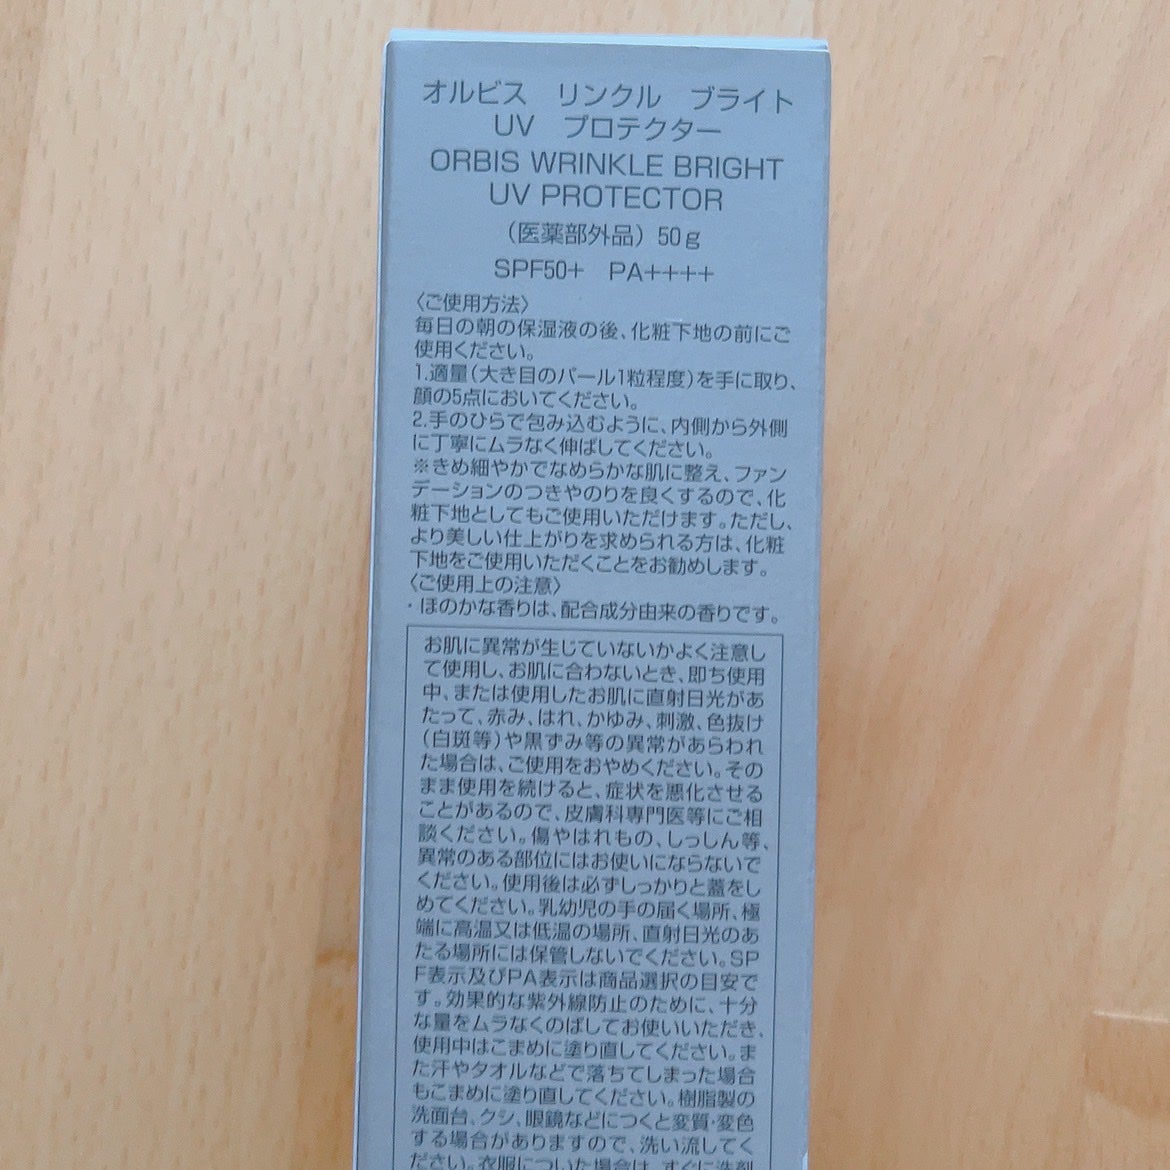 オルビス　リンクル　ブライト
UV　プロテクター
ORBIS WRINKLE BRIGHT
UV PROTECTOR
（医薬部外品）50g
SPF50+　PA++++
〈ご使用方法〉
毎日の朝の保湿液の後、化粧下地の前にご
使用ください。
1.適量（大き目のパール1粒程度）を手に取り、
顔の5点においてください。
2.手のひらで包み込むように、内側から外側
に丁寧にムラなく伸ばしてください。
※きめ細やかでなめらかな肌に整え、ファン
デーションのつきやのりを良くするので、化
粧下地としてもご使用いただけます。ただし、
より美しい仕上がりを求められる方は、化粧
下地をご使用いただくことをお勧めします。
〈ご使用上の注意〉
・ほのかな香りは、配合成分由来の香りです。
お肌に異常が生じていないかよく注意し
て使用し、お肌に合わないとき、即ち使用
中、または使用したお肌に直射日光があ
たって、赤み、はれ、かゆみ、刺激、色抜け
（白斑等）や黒ずみ等の異常があらわれ
た場合は、ご使用をおやめください。その
まま使用を続けると、症状を悪化させる
ことがあるので、皮膚科専門医等にご相
談ください。傷やはれもの、しっしん等、
異常のある部位にはお使いにならないで
ください。使用後は必ずしっかりと蓋をし
めてください。乳幼児の手の届く場所、極
端に高温又は低温の場所、直射日光のあ
たる場所には保管しないでください。SP
F表示及びPA表示は商品選択の目安で
す。効果的な紫外線防止のために、十分
な量をムラなくのばしてお使いいただき、
使用中はこまめに塗り直してください。ま
た汗やタオルなどで落ちてしまった場合
もこまめに塗り直してください。樹脂製の
洗面台、クシ、眼鏡などにつくと変質・変色
する場合がありますので、洗い流してく
ださい。衣服についた場合は、すぐに洗剤